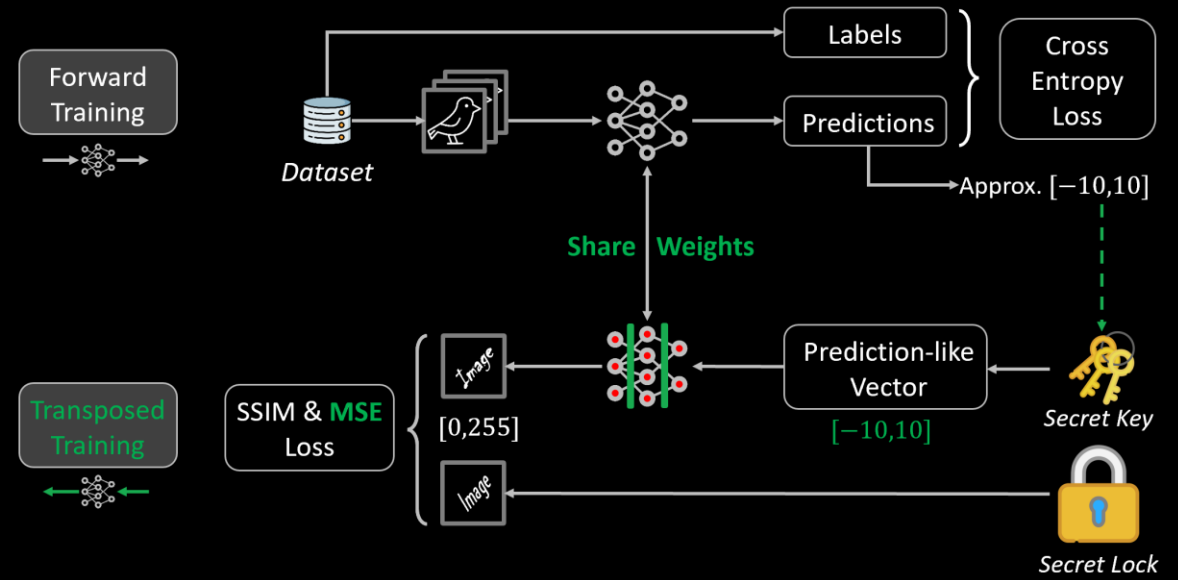 Forward
Training
Dataset
Labels
Predictions
Cross
Entropy
Loss
Approx. [−10,10]
Share Weights
Transposed
Training
SSIM & MSE
Loss
Image
[0,255]
Image
Prediction-like
Vector
[−10,10]
Secret Key
Secret Lock